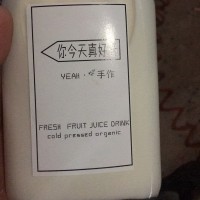 你今天真好
YEAH · 手作
FRESH FRUIT JUICE DRINK
cold pressed organic